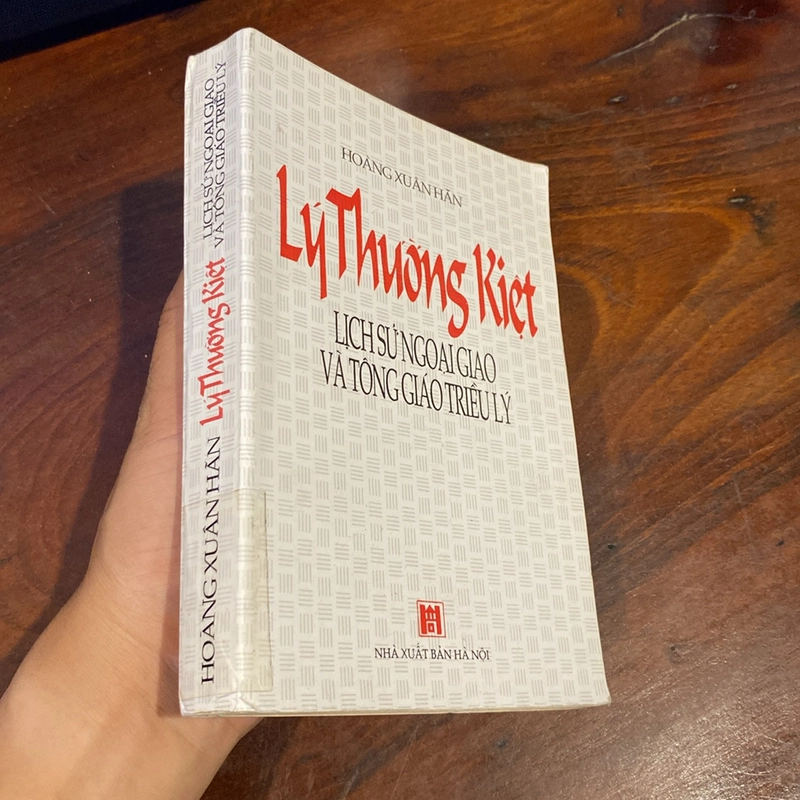 HOÀNG XUÂN HÃN
Lý Thường Kiệt
LỊCH SỬ NGOẠI GIAO
VÀ TÔNG GIÁO TRIỀU LÝ
NHÀ XUẤT BẢN HÀ NỘI
HOÀNG XUÂN HÃN
Lý Thường Kiệt
LỊCH SỬ NGOẠI GIAO
VÀ TÔNG GIÁO TRIỀU LÝ